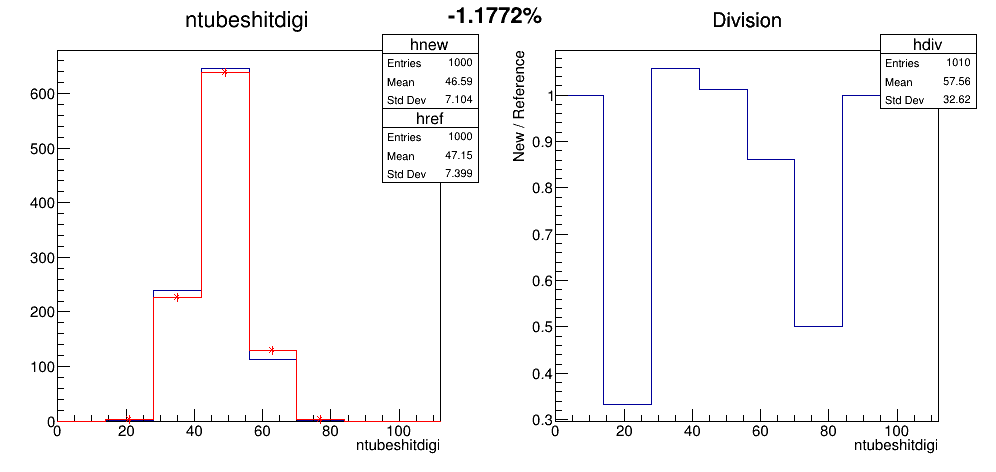 -1.1772%
ntubeshitdigi
hnew
Entries 1000
Mean 46.59
Std Dev 7.104
href
Entries 1000
Mean 47.15
Std Dev 7.399
600
500
400
300
200
100
0
0 20 40 60 80 100
ntubeshitdigi
Division
hdiv
Entries 1010
Mean 57.56
Std Dev 32.62
New / Reference
1
0.9
0.8
0.7
0.6
0.5
0.4
0.3
0 20 40 60 80 100
ntubeshitdigi